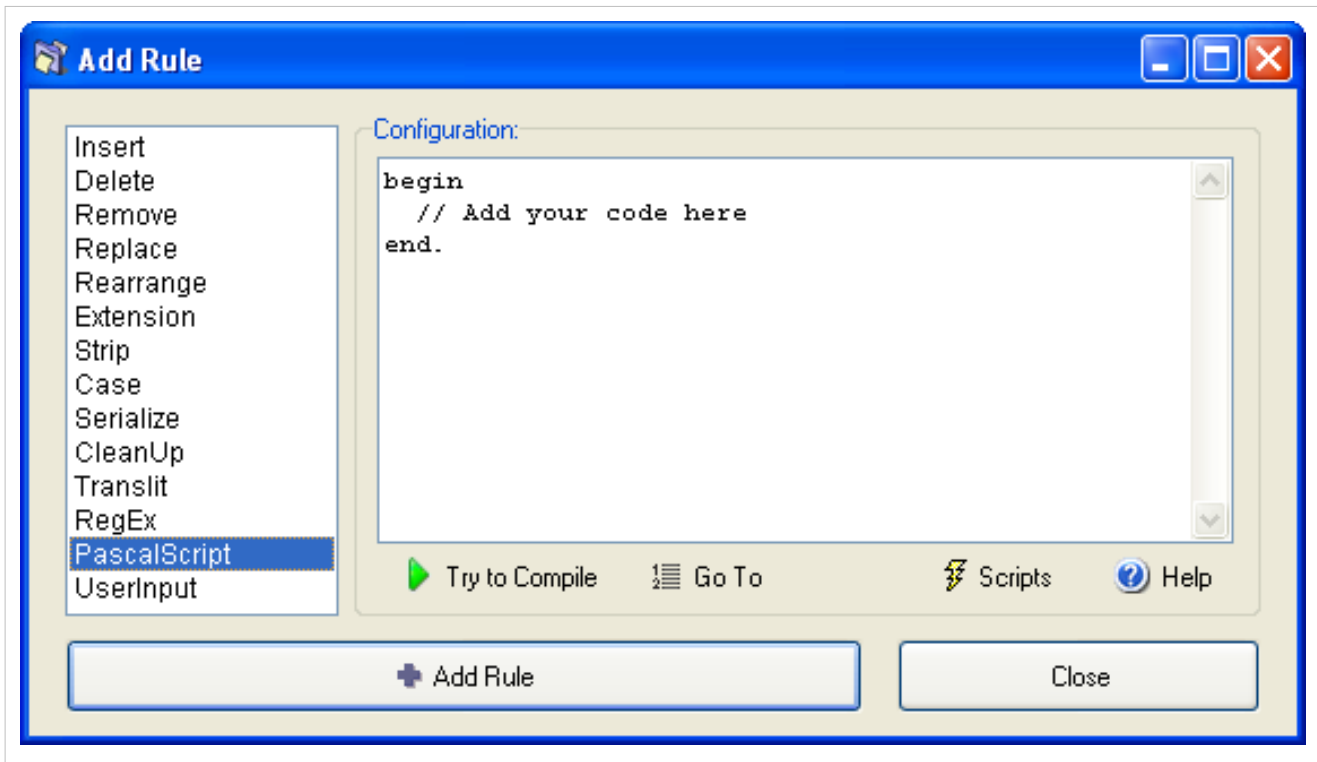 Add Rule
Insert
Delete
Remove
Replace
Rearrange
Extension
Strip
Case
Serialize
CleanUp
Translit
RegEx
PascalScript
UserInput
Configuration:
begin
  // Add your code here
end.
Try to Compile
Go To
Scripts
Help
Add Rule
Close